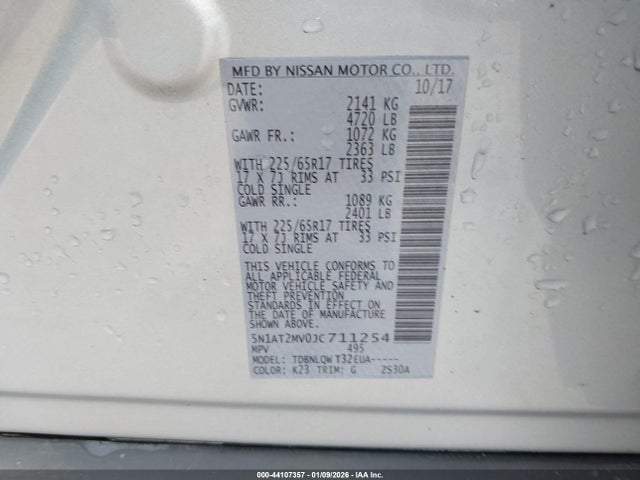 MFD BY NISSAN MOTOR CO., LTD.
DATE: 10/17
GVWR: 2141 KG
4720 LB
GAWR FR.: 1072 KG
2363 LB
WITH 225/65R17 TIRES
17 X 7J RIMS AT 33 PSI
COLD SINGLE
GAWR RR.: 1089 KG
2401 LB
WITH 225/65R17 TIRES
17 X 7J RIMS AT 33 PSI
COLD SINGLE
THIS VEHICLE CONFORMS TO
ALL APPLICABLE FEDERAL
MOTOR VEHICLE SAFETY AND
THEFT PREVENTION
STANDARDS IN EFFECT ON
THE DATE OF MANUFACTURE
SHOWN ABOVE.
5N1AT2MV0JC711254
MPV 495
MODEL: TDBNLQW T32EUA-----
COLOR: K23 TRIM: G 2S30A
000-44107357 - 01/09/2026 - IAA Inc.